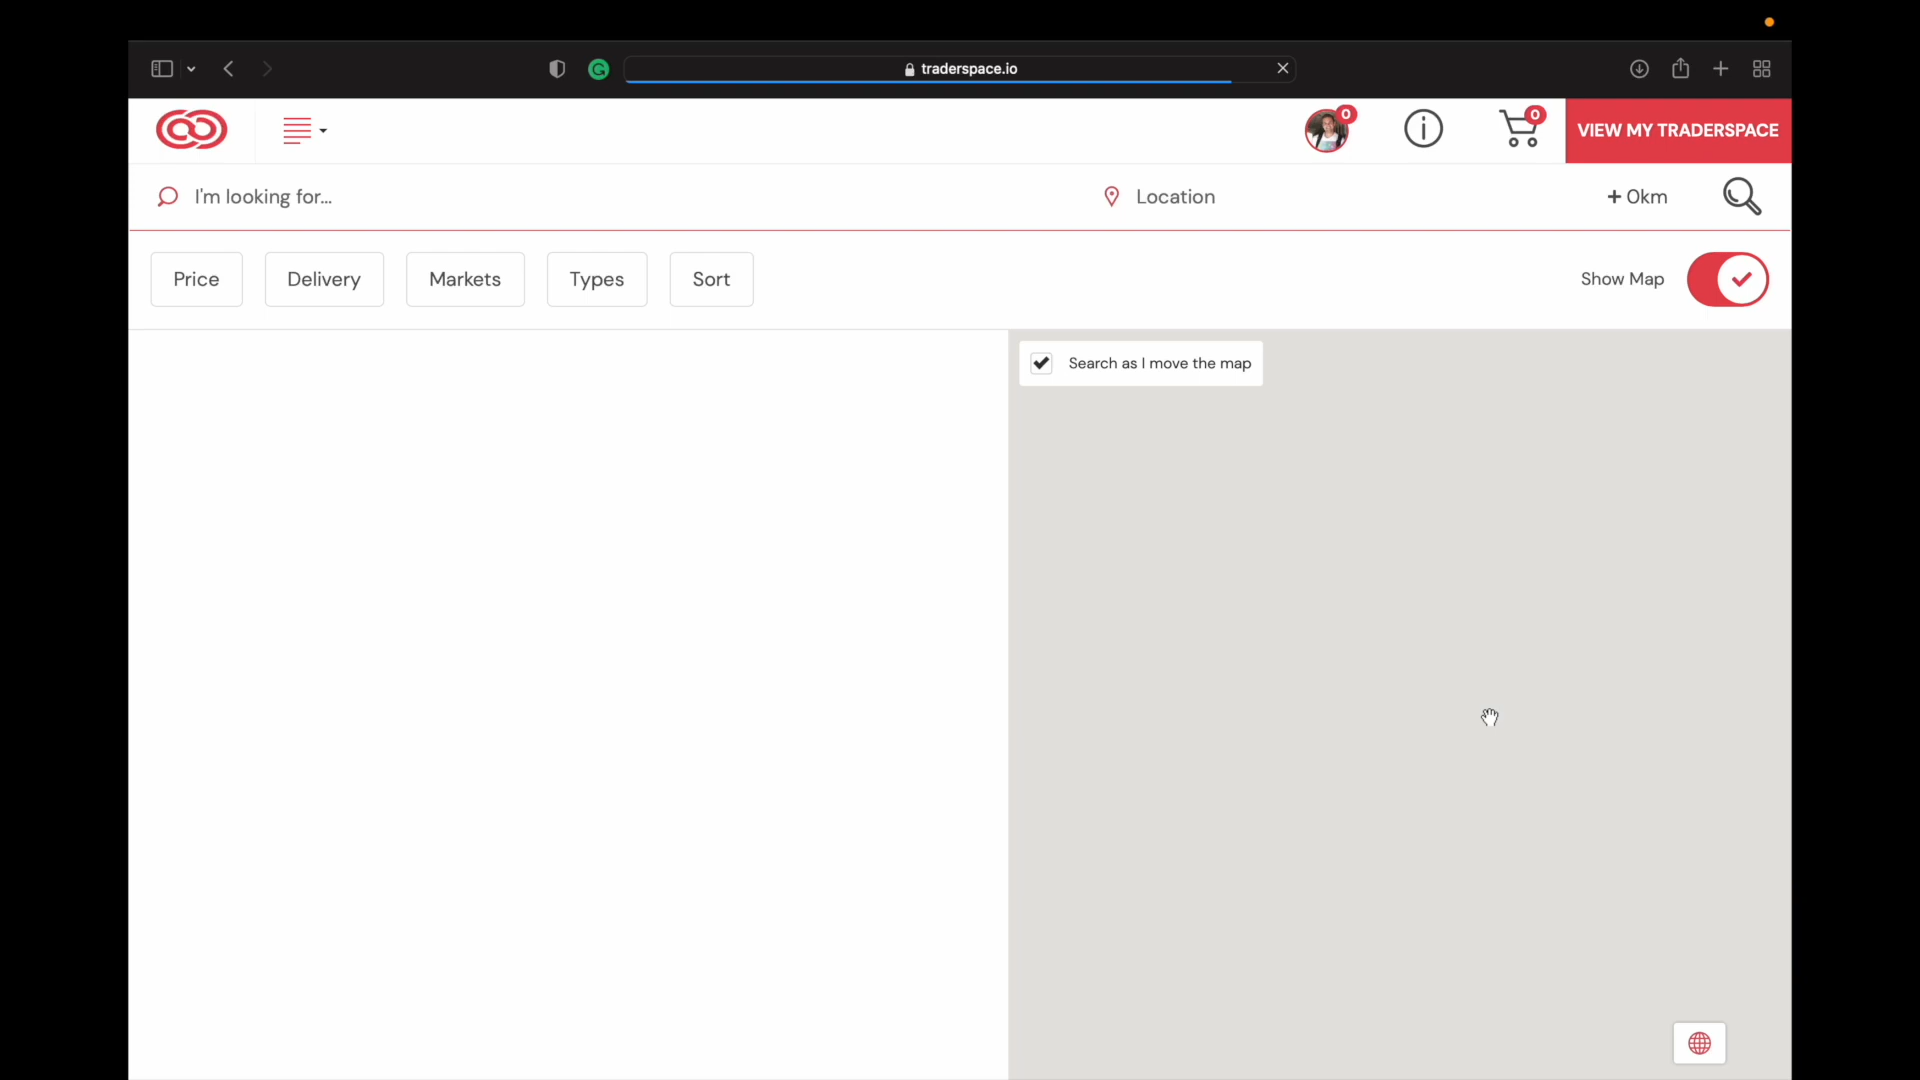 traderspace.io
0
0
VIEW MY TRADERSPACE
I'm looking for...
Location
+ 0km
Price
Delivery
Markets
Types
Sort
Show Map
Search as I move the map